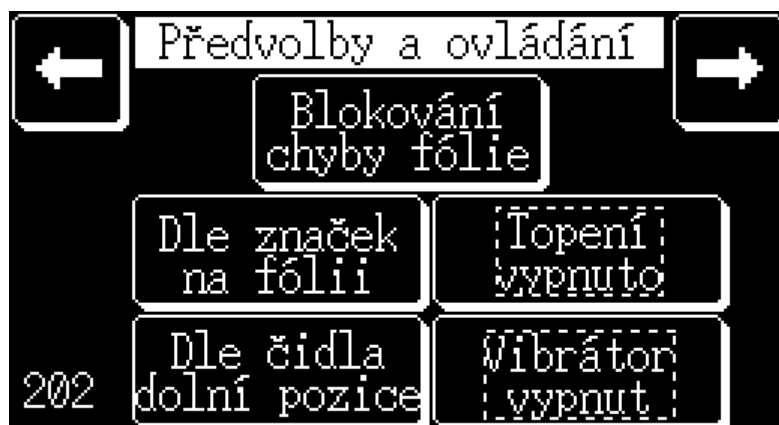 Předvolby a ovládání
Blokování
chyby fólie
Dle značek
na fólii
Topení
vypnuto
Dle čidla
dolní pozice
Vibrátor
vypnut
202